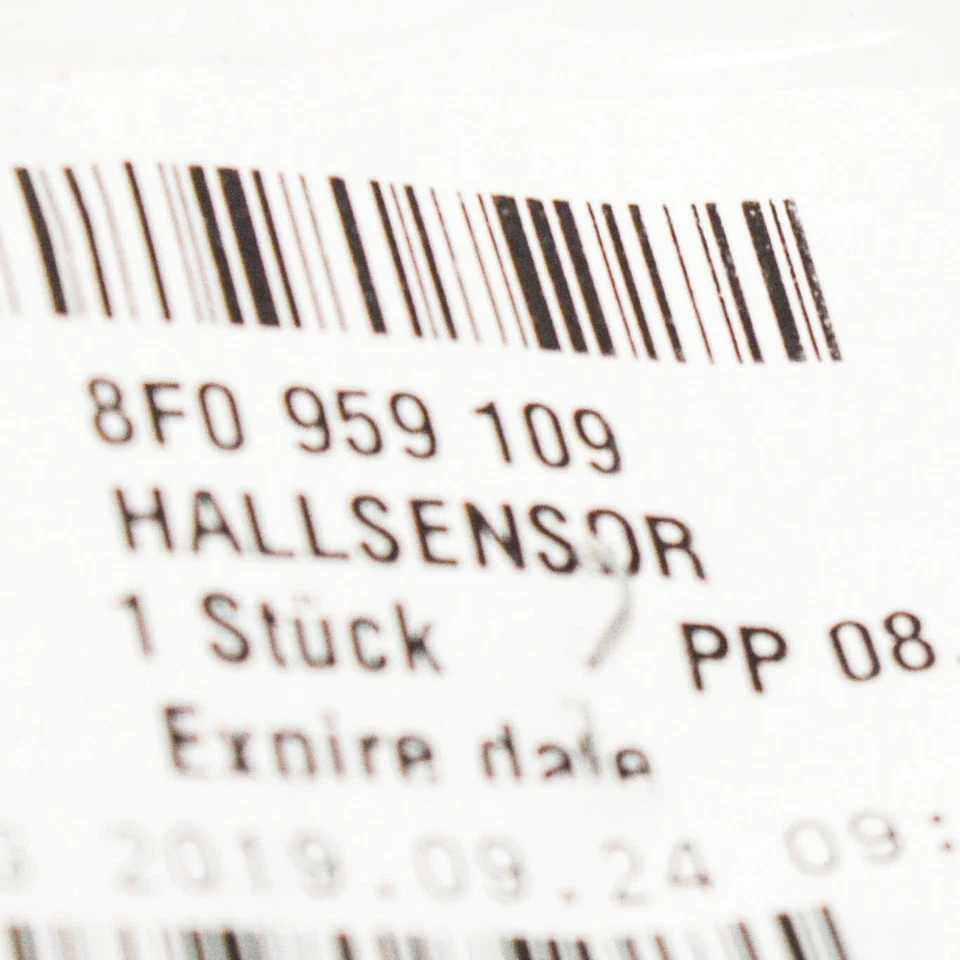 8F0 959 109
HALLSENSOR
1 Stück
PP 08.
Expire date
2019.09.24 09: